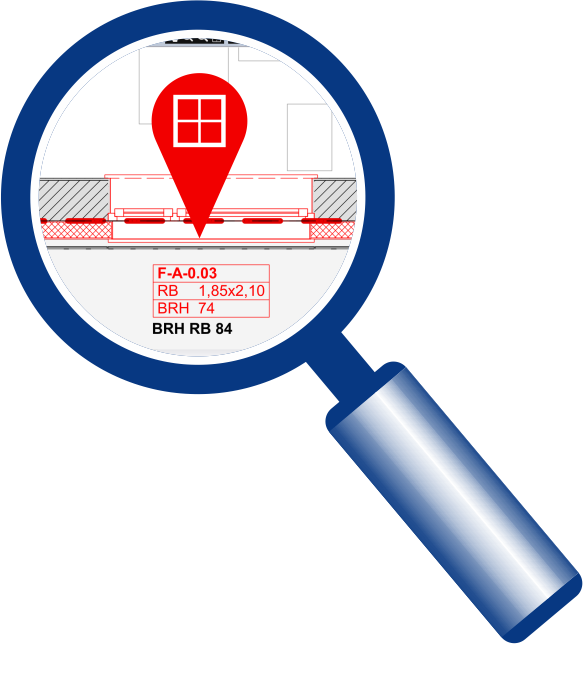 F-A-0.03
RB 1,85x2,10
BRH 74
BRH RB 84